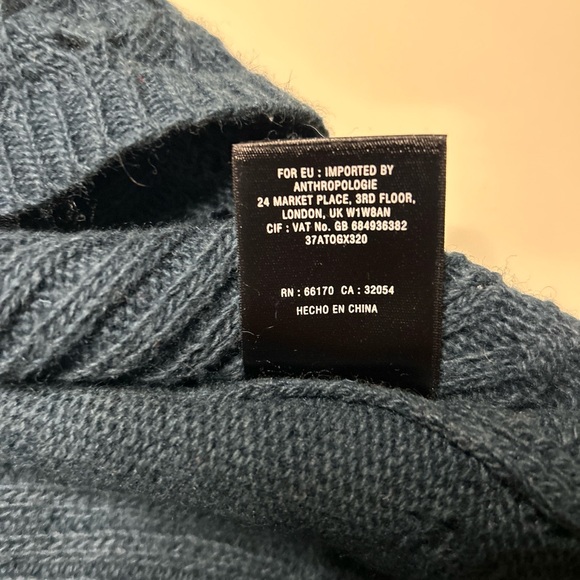 FOR EU : IMPORTED BY
ANTHROPOLOGIE
24 MARKET PLACE, 3RD FLOOR,
LONDON, UK W1W8AN
CIF : VAT No. GB 684936382
37ATOGX320
RN : 66170 CA : 32054
HECHO EN CHINA